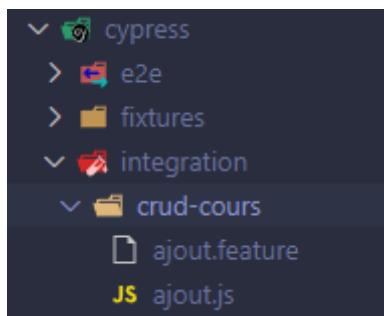 cypress
e2e
fixtures
integration
crud-cours
ajout.feature
JS ajout.js